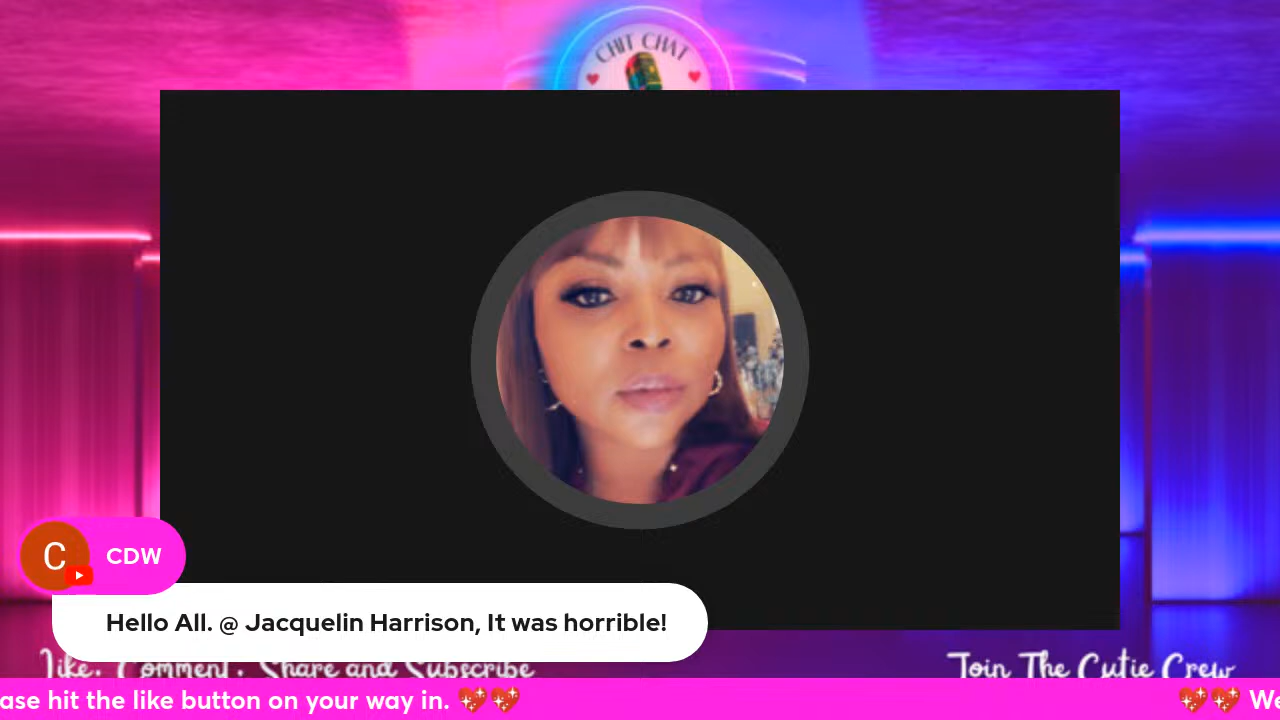 CHIT CHAT
C CDW
Hello All. @ Jacquelin Harrison, It was horrible!
Like. Comment. Share and Subscribe
Join The Cutie Crew
ase hit the like button on your way in. 💖💖
💖💖 We